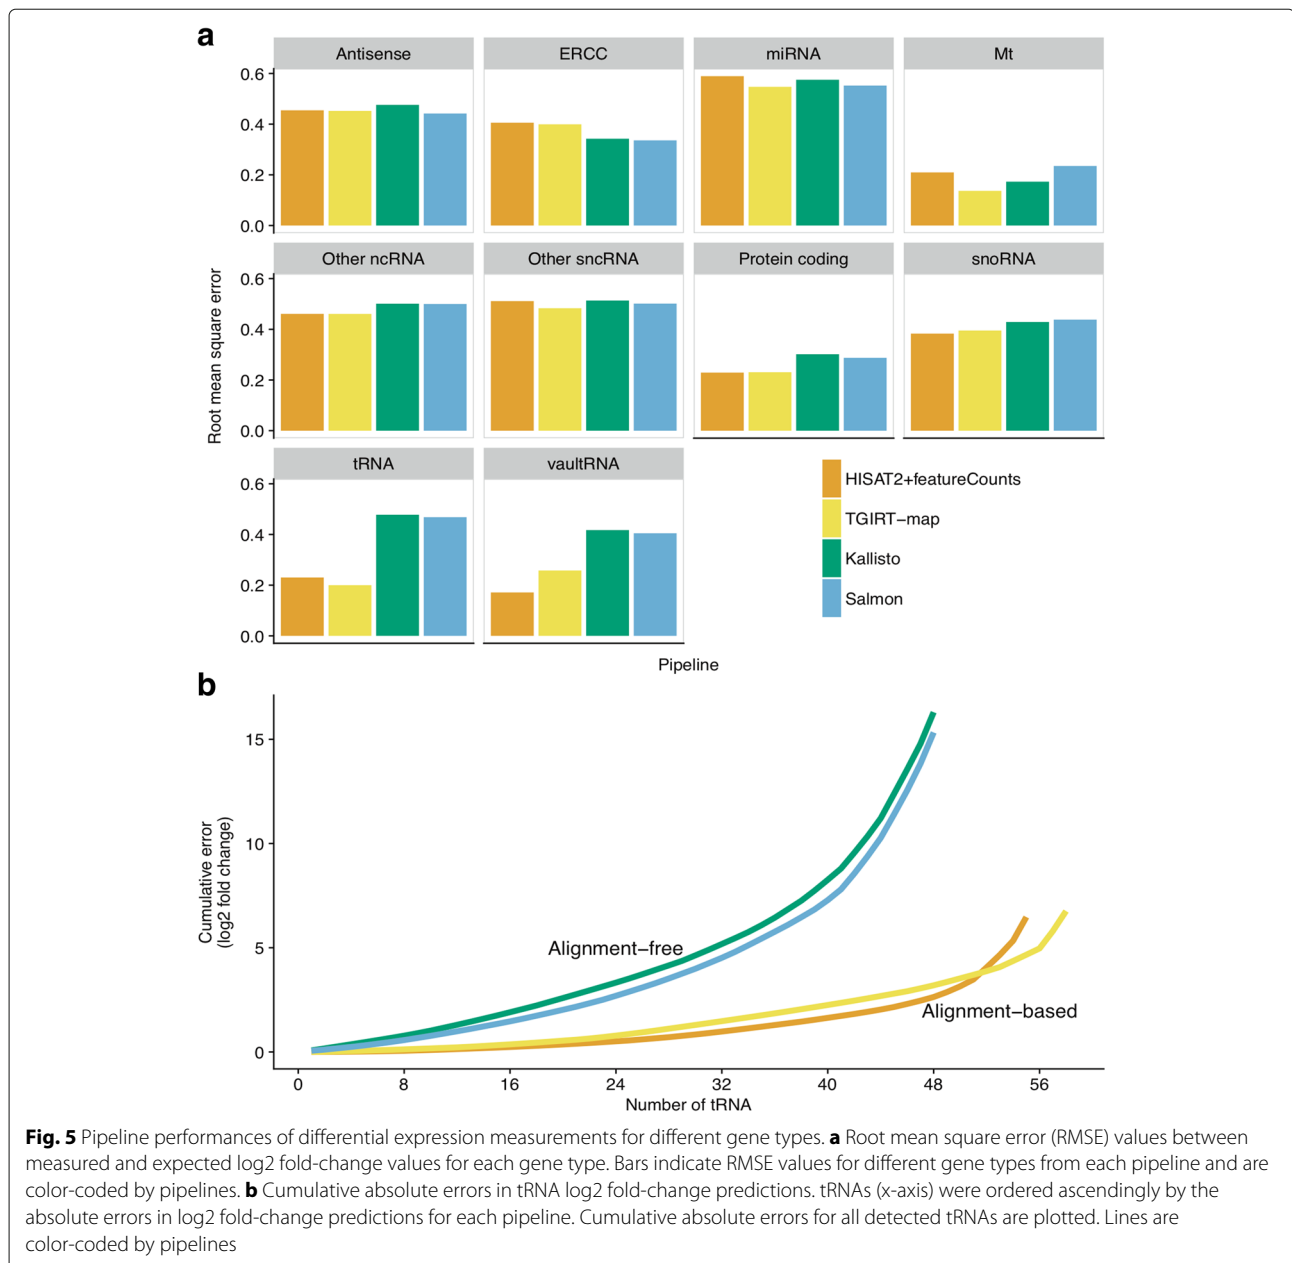 a
Antisense
ERCC
miRNA
Mt
0.6
0.4
0.2
0.0
Other ncRNA
Other sncRNA
Protein coding
snoRNA
0.6
0.4
0.2
0.0
Root mean square error
tRNA
vaultRNA
0.6
0.4
0.2
0.0
HISAT2+featureCounts
TGIRT−map
Kallisto
Salmon
Pipeline
b
15
10
5
0
Cumulative error
(log2 fold change)
Alignment−free
Alignment−based
0 8 16 24 32 40 48 56
Number of tRNA
Fig. 5 Pipeline performances of differential expression measurements for different gene types. a Root mean square error (RMSE) values between
measured and expected log2 fold-change values for each gene type. Bars indicate RMSE values for different gene types from each pipeline and are
color-coded by pipelines. b Cumulative absolute errors in tRNA log2 fold-change predictions. tRNAs (x-axis) were ordered ascendingly by the
absolute errors in log2 fold-change predictions for each pipeline. Cumulative absolute errors for all detected tRNAs are plotted. Lines are
color-coded by pipelines